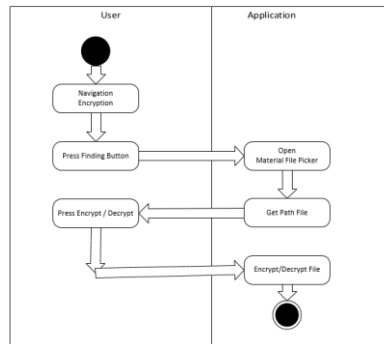 User
Application
Navigation
Encryption
Press Finding Button
Open
Material File Picker
Get Path File
Press Encrypt / Decrypt
Encrypt/Decrypt File